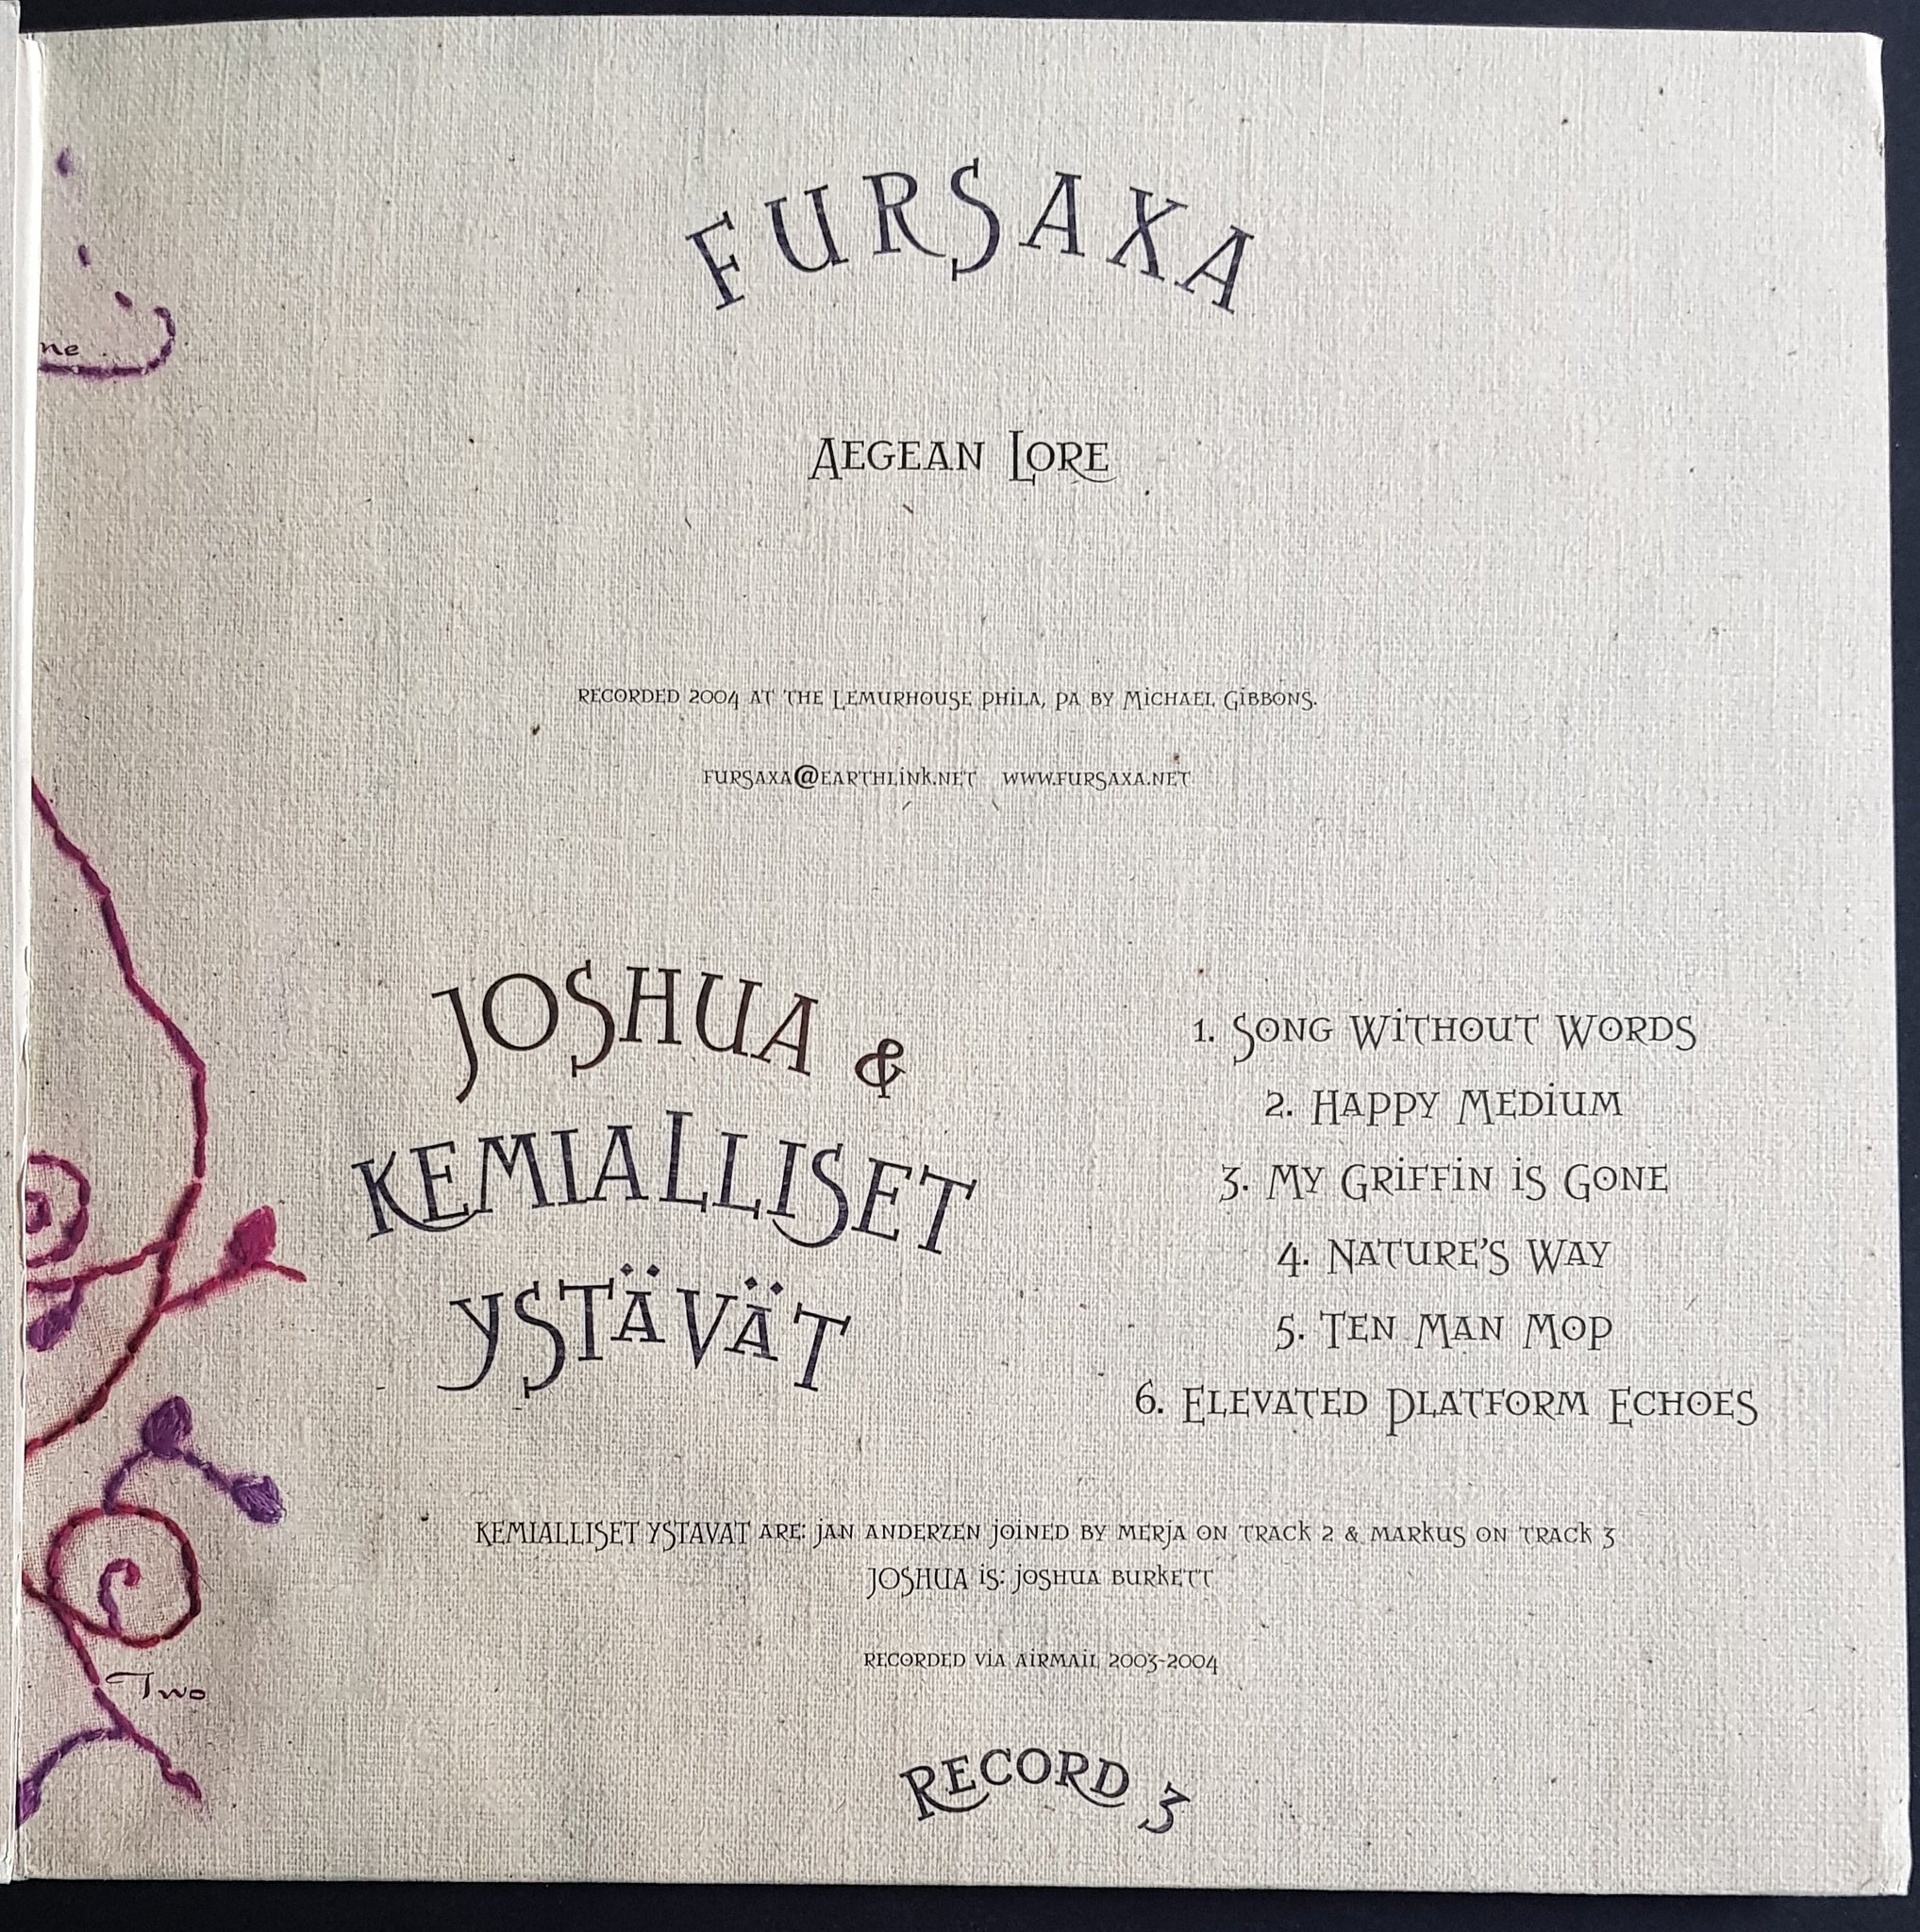 FURSAXA
ne
AEGEAN LORE
RECORDED 2004 AT THE LEMURHOUSE PHILA, PA BY MICHAEL GIBBONS.
FURSAXA@EARTHLINK.NET WWW.FURSAXA.NET
JOSHUA &
KEMIALLISET
YSTÄVÄT
1. SONG WITHOUT WORDS
2. HAPPY MEDIUM
3. MY GRIFFIN IS GONE
4. NATURE'S WAY
5. TEN MAN MOP
6. ELEVATED PLATFORM ECHOES
KEMIALLISET YSTAVAT ARE: JAN ANDERZEN JOINED BY MERJA ON TRACK 2 & MARKUS ON TRACK 3
JOSHUA IS: JOSHUA BURKETT
RECORDED VIA AIRMAIL 2003-2004
Two
RECORD 3